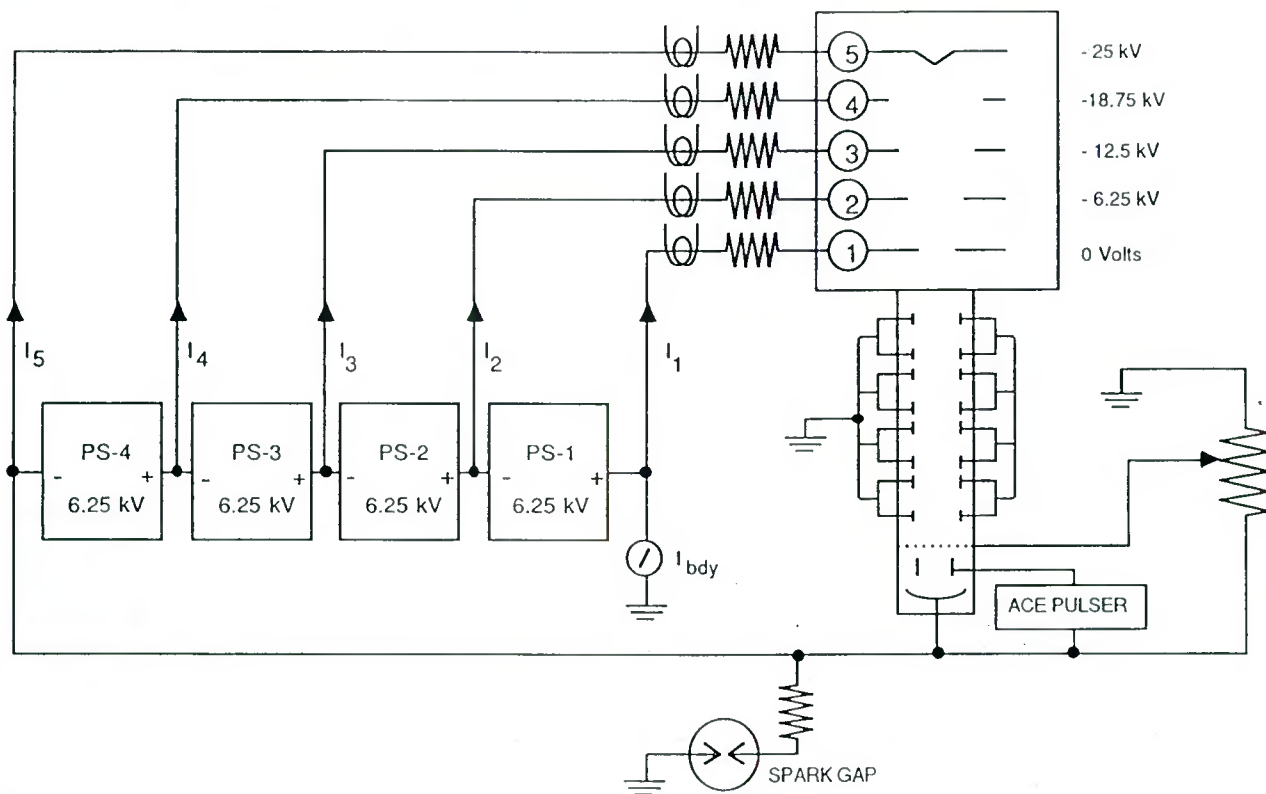 5 - 25 kV
4 -18.75 kV
3 - 12.5 kV
2 - 6.25 kV
1 0 Volts
I5 I4 I3 I2 I1
PS-4 PS-3 PS-2 PS-1
- + - + - + - +
6.25 kV 6.25 kV 6.25 kV 6.25 kV
Ibdy
ACE PULSER
SPARK GAP